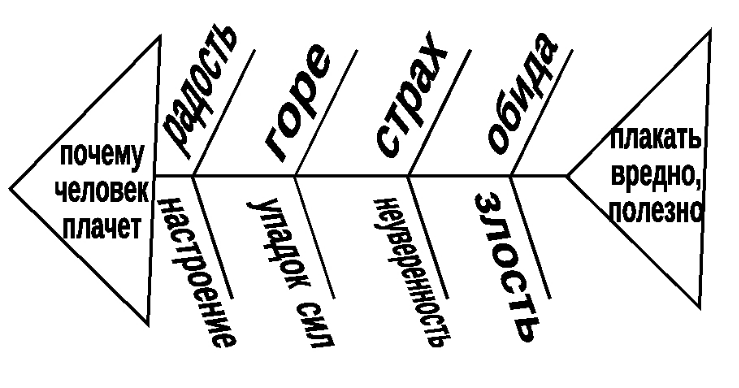 почему
человек
плачет
радость
горе
страх
обида
настроение
упадок сил
неуверенность
злость
плакать
вредно,
полезно